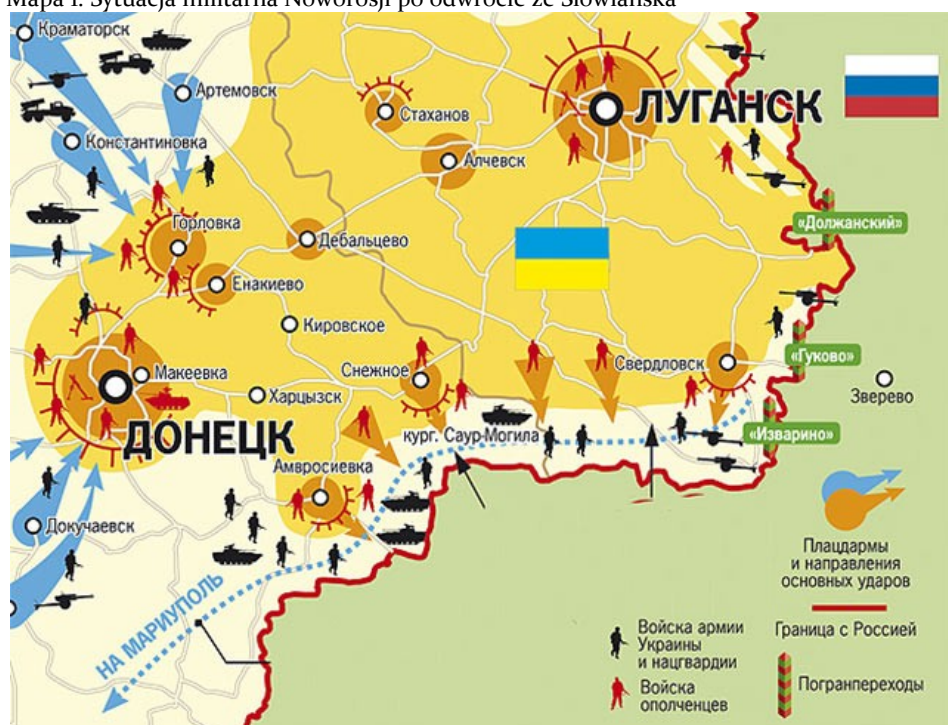 Mapa 1. Sytuacja militarna Noworosji po odwrocie ze Słowiańska
Краматорск
Артемовск
Константиновка
Стаханов
ЛУГАНСК
Алчевск
Горловка
Дебальцево
«Должанский»
Енакиево
Кировское
«Гуково»
Макеевка
Снежное
Свердловск
Харцызск
Зверево
ДОНЕЦК
кург. Саур-Могила
«Изварино»
Амвросиевка
Докучаевск
НА МАРИУПОЛЬ
Плацдармы
и направления
основных ударов
Войска армии
Украины
и нацгвардии
Граница с Россией
Войска
ополченцев
Погранпереходы